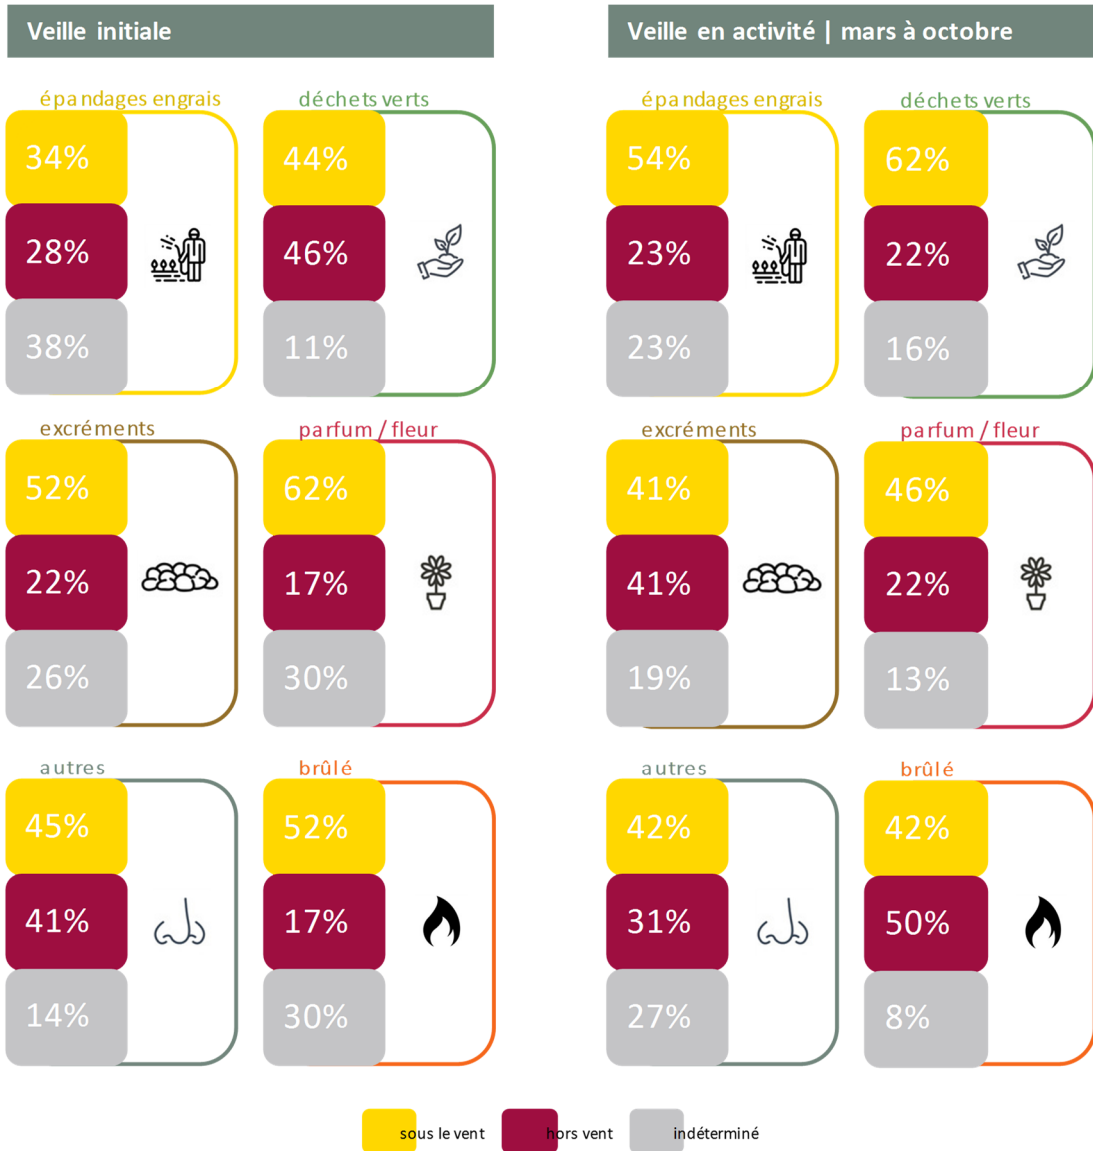 Veille initiale
Veille en activité | mars à octobre
épandages engrais
déchets verts
34%
44%
28%
46%
38%
11%
excréments
parfum / fleur
52%
62%
22%
17%
26%
30%
autres
brûlé
45%
52%
41%
17%
14%
30%
épandages engrais
déchets verts
54%
62%
23%
22%
23%
16%
excréments
parfum / fleur
41%
46%
41%
22%
19%
13%
autres
brûlé
42%
42%
31%
50%
27%
8%
sous le vent
hors vent
indéterminé